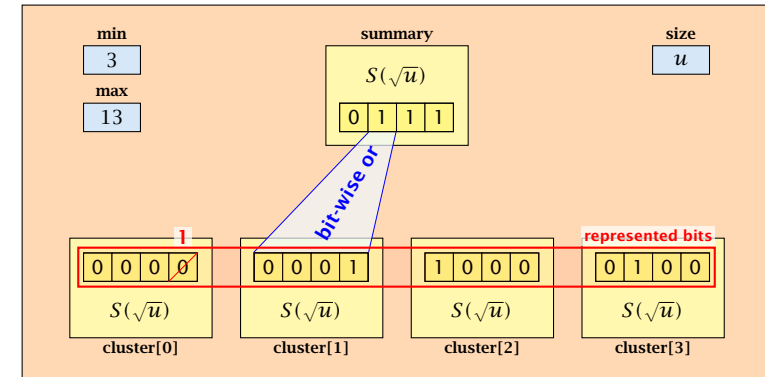 min summary size
3 S(√u) u
max
13 0 1 1 1
bit-wise or
1 represented bits
0 0 0 0 0 0 0 1 1 0 0 0 0 1 0 0
S(√u) S(√u) S(√u) S(√u)
cluster[0] cluster[1] cluster[2] cluster[3]